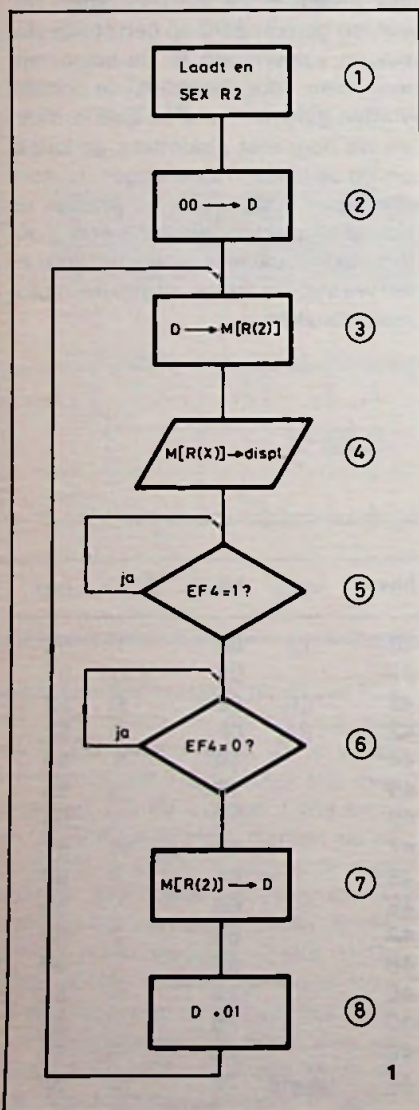 Laadt en
SEX R2
①
00 → D
②
D → M[R(2)]
③
M[R(X)] → displ.
④
ja
EF4=1?
⑤
ja
EF4=0?
⑥
M[R(2)] → D
⑦
D +01
⑧
1